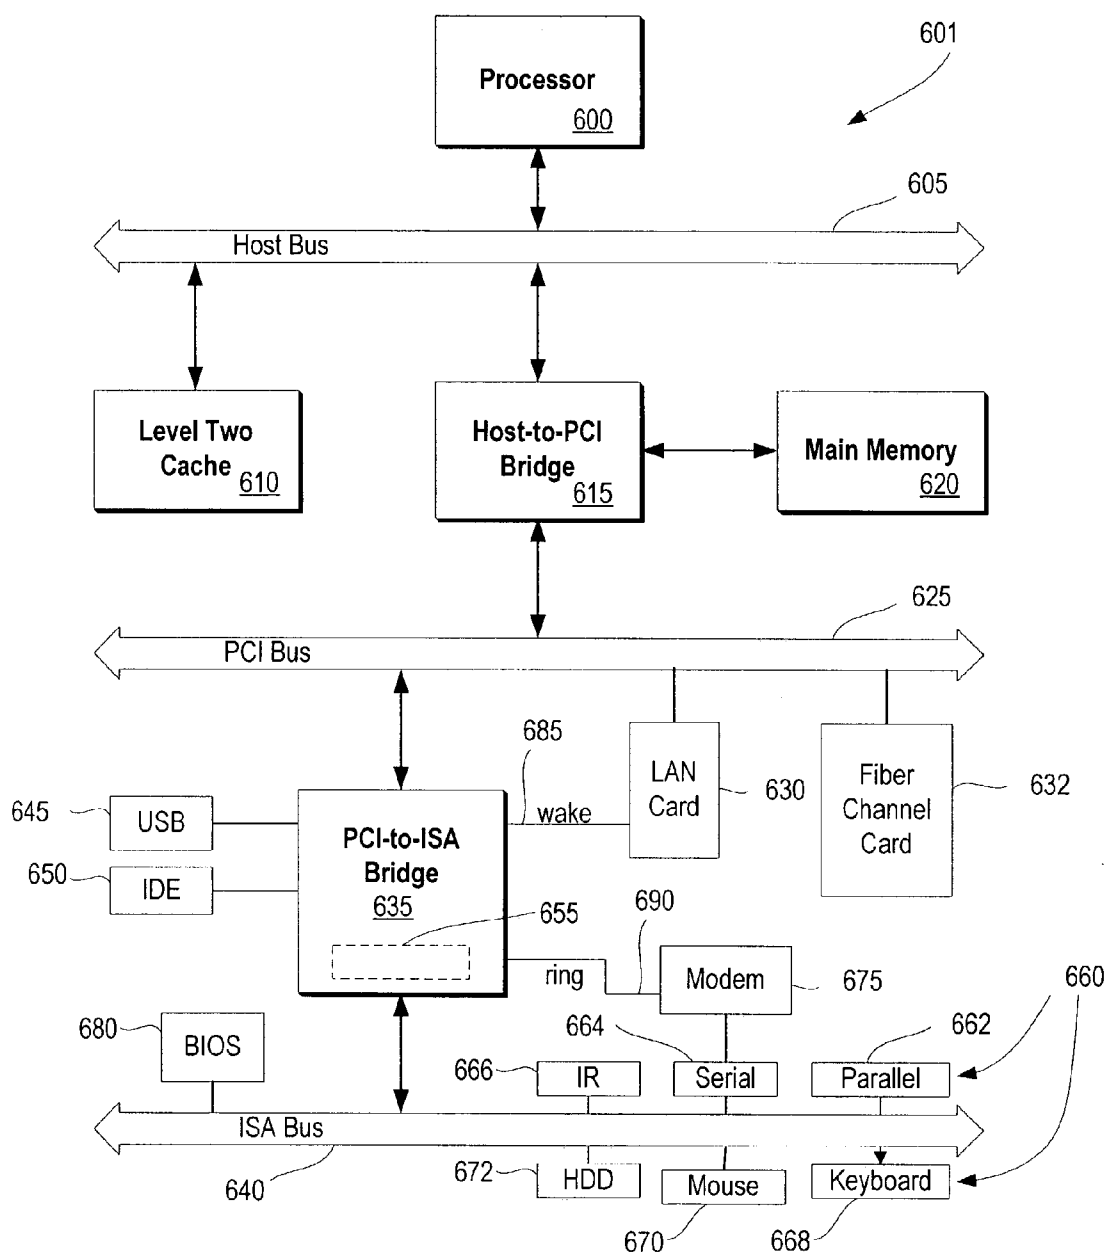 601
Processor
600
605
Host Bus
Level Two
Cache
610
Host-to-PCI
Bridge
615
Main Memory
620
625
PCI Bus
685
LAN
Card
630
Fiber
Channel
Card
632
645
USB
wake
PCI-to-ISA
Bridge
635
650
IDE
655
690
ring
Modem
675
660
680
BIOS
664
662
666
IR
Serial
Parallel
ISA Bus
640
672
HDD
Mouse
Keyboard
670
668